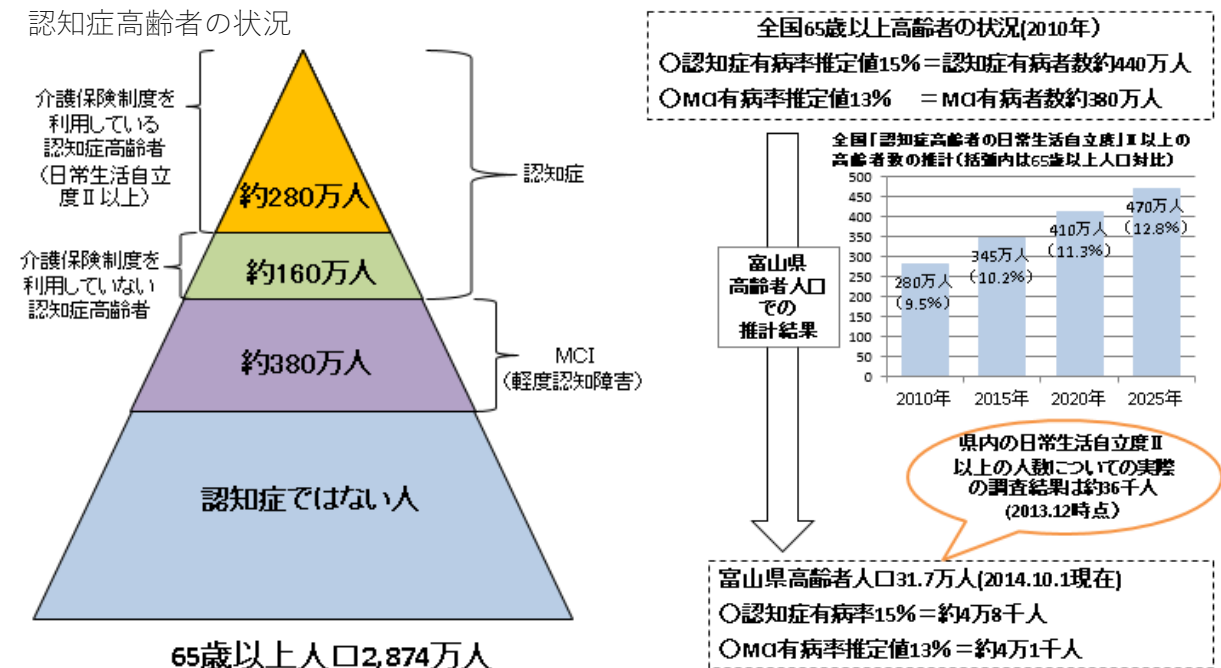 認知症高齢者の状況
介護保険制度を
利用している
認知症高齢者
(日常生活自立
度Ⅱ以上)
約280万人
認知症
介護保険制度を
利用していない
認知症高齢者
約160万人
約380万人
MCI
(軽度認知障害)
認知症ではない人
65歳以上人口2,874万人
全国65歳以上高齢者の状況(2010年)
○認知症有病率推定値15%=認知症有病者数約440万人
○MCI有病率推定値13% =MCI有病者数約380万人
全国「認知症高齢者の日常生活自立度」Ⅱ以上の
高齢者数の推計(括弧内は65歳以上人口対比)
500
450
400
350
300
250
200
150
100
50
0
280万人
(9.5%)
345万人
(10.2%)
410万人
(11.3%)
470万人
(12.8%)
2010年 2015年 2020年 2025年
富山県
高齢者人口
での
推計結果
県内の日常生活自立度Ⅱ
以上の人数についての実際
の調査結果は約36千人
(2013.12時点)
富山県高齢者人口31.7万人(2014.10.1現在)
○認知症有病率15%=約4万8千人
○MCI有病率推定値13%=約4万1千人